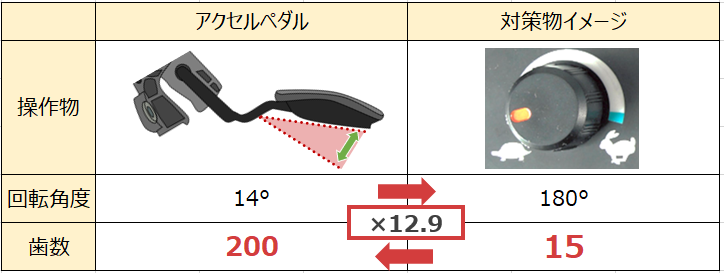 アクセルペダル 対策物イメージ
操作物
回転角度 14° 180°
×12.9
歯数 200 15